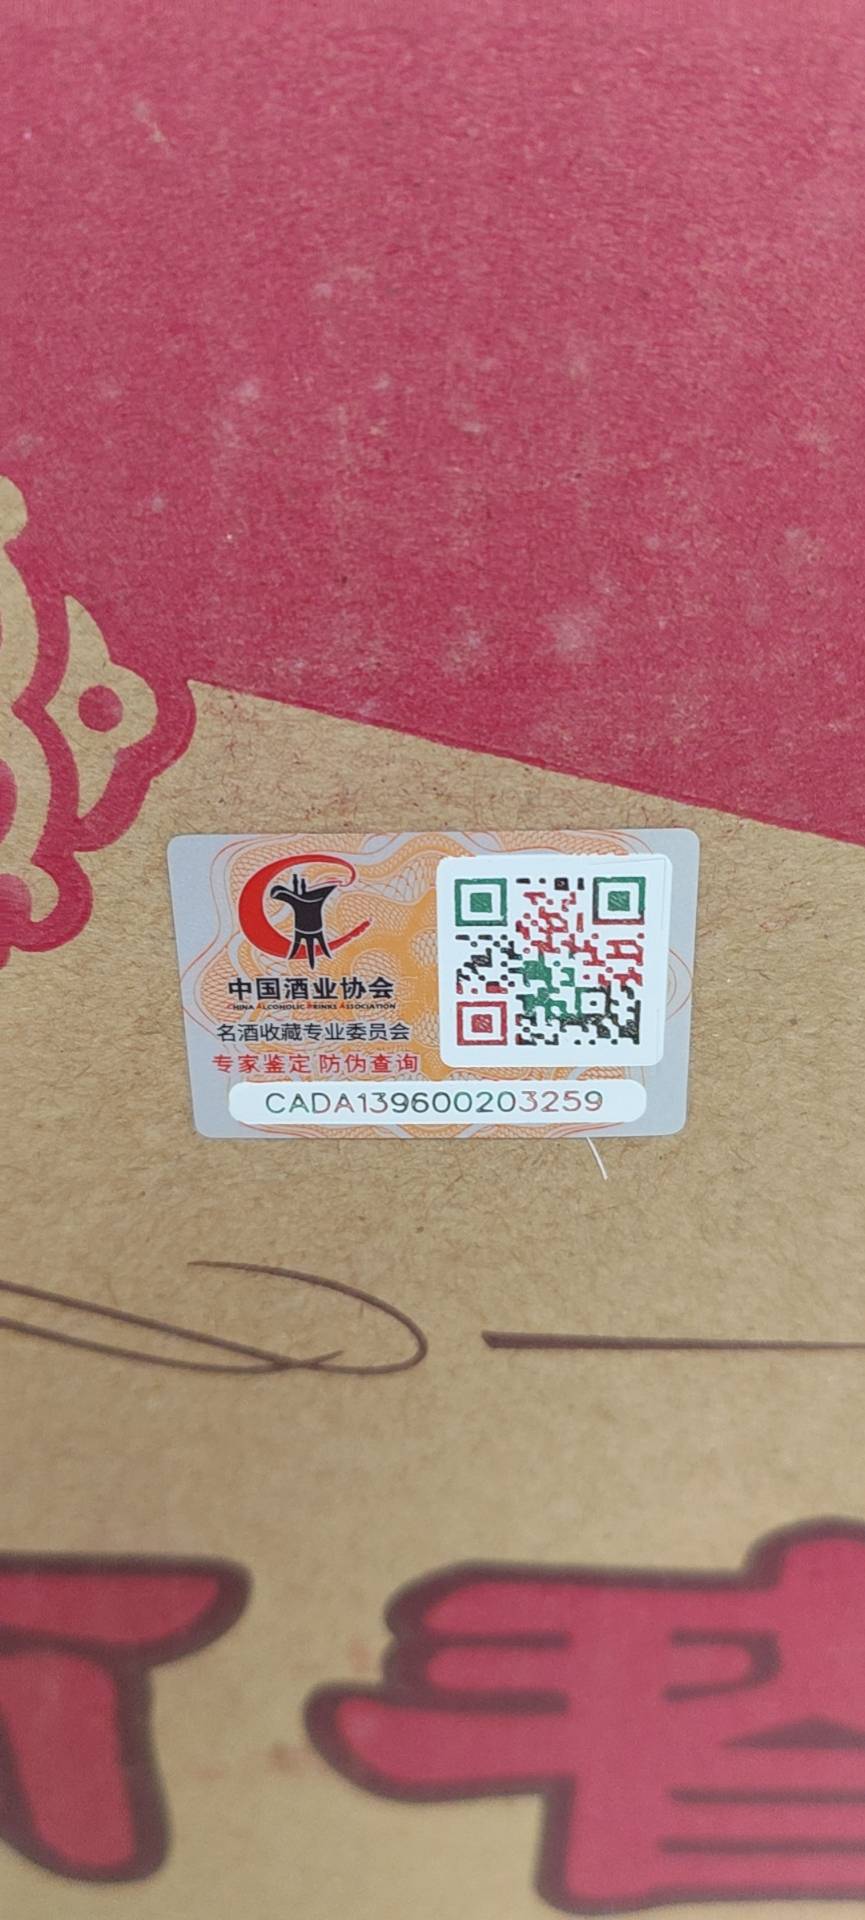 中国酒业协会
CHINA ALCOHOLIC DRINKS ASSOCIATION
名酒收藏专业委员会
专家鉴定 防伪查询
CADA139600203259